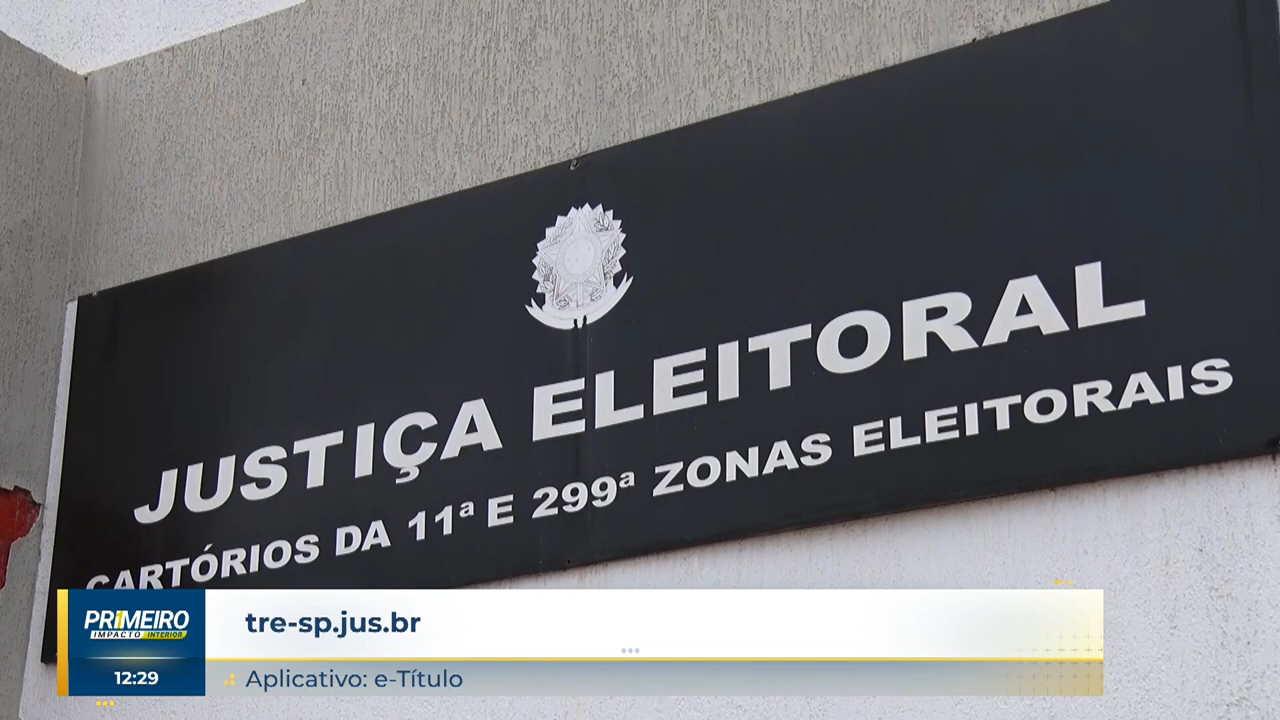 JUSTIÇA ELEITORAL
CARTÓRIOS DA 11ª E 299ª ZONAS ELEITORAIS
PRIMEIRO
IMPACTO INTERIOR
12:29
tre-sp.jus.br
Aplicativo: e-Título